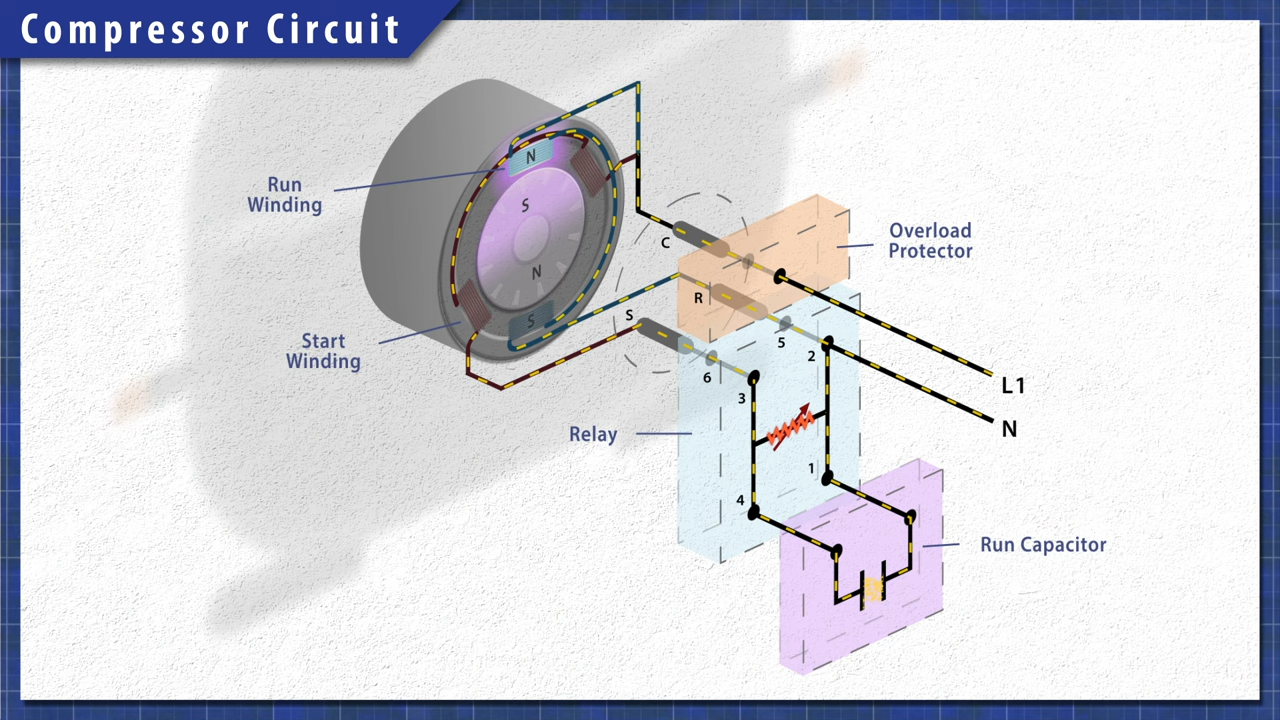 Compressor Circuit
N
Run
Winding
S
C
Overload
Protector
N
R
S
S
Start
Winding
5
2
6
3
L1
N
Relay
1
4
Run Capacitor